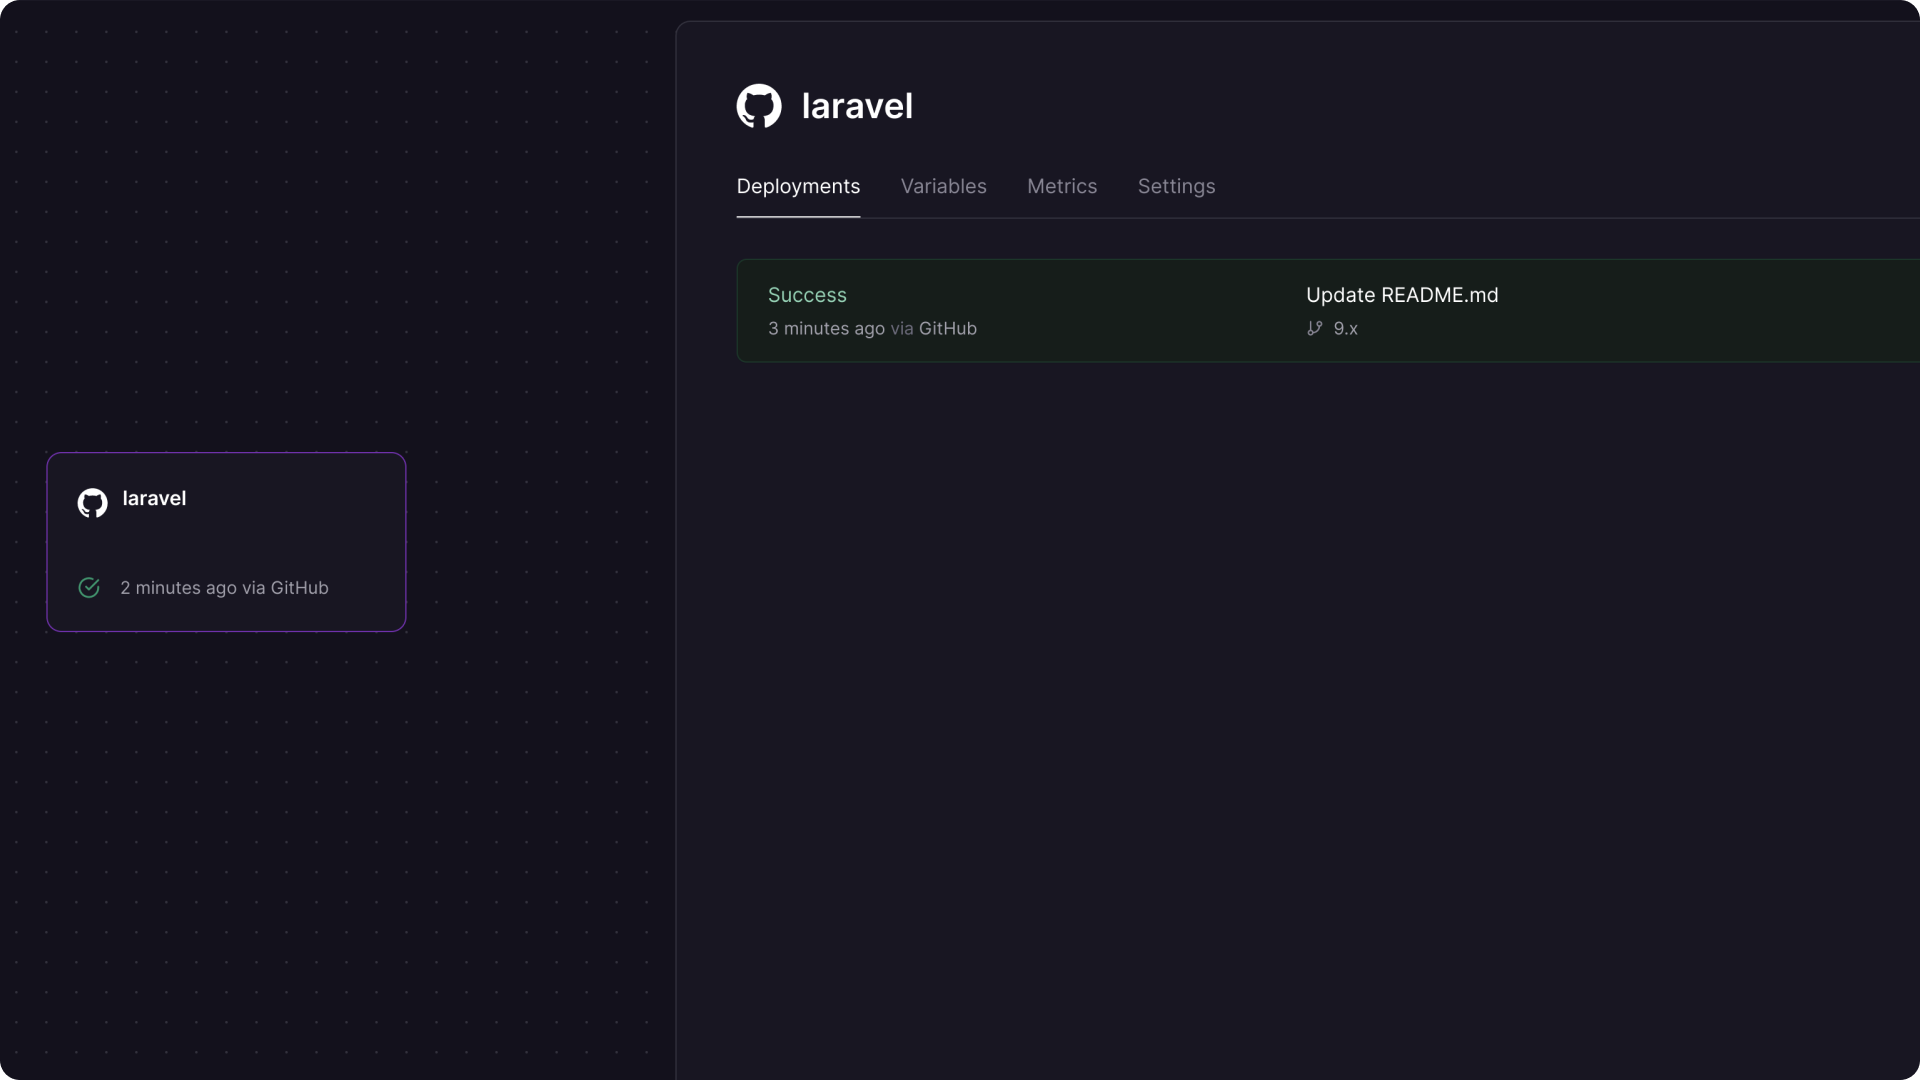 laravel
2 minutes ago via GitHub
laravel
Deployments Variables Metrics Settings
Success
3 minutes ago via GitHub
Update README.md
9.x